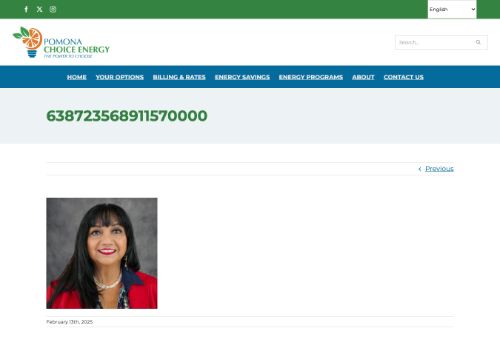 English
POMONA
CHOICE ENERGY
THE POWER TO CHOOSE
Search...
HOME YOUR OPTIONS BILLING & RATES ENERGY SAVINGS ENERGY PROGRAMS ABOUT CONTACT US
638723568911570000
Previous
February 13th, 2025